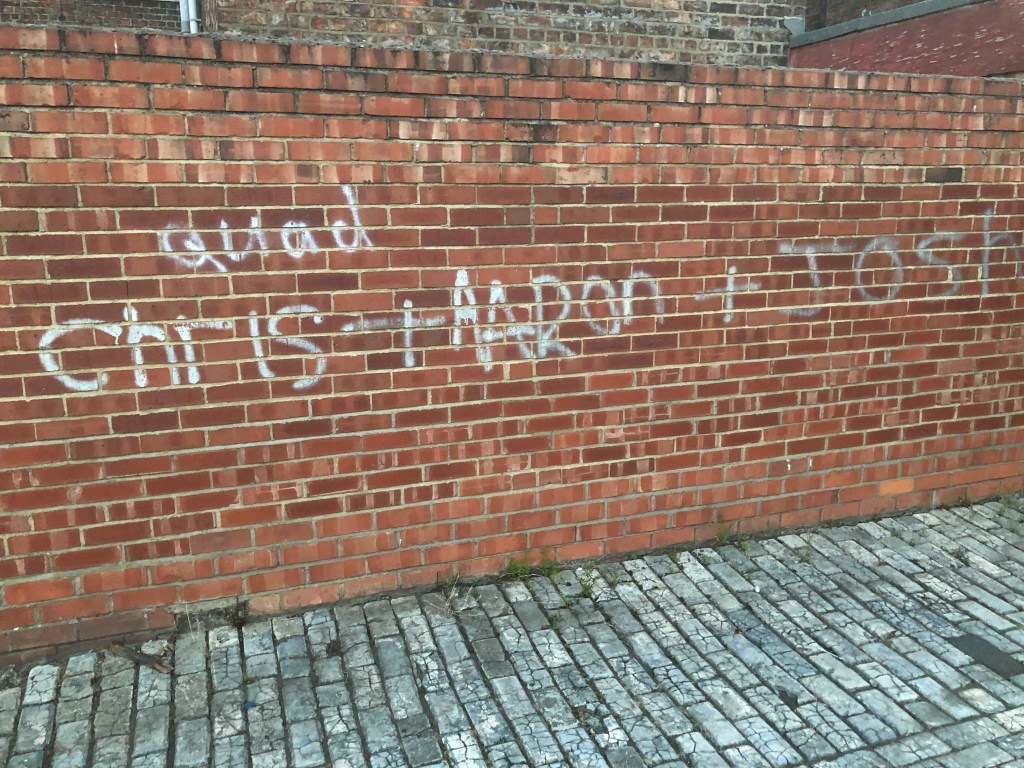 quad
Chris + AARon + Josh